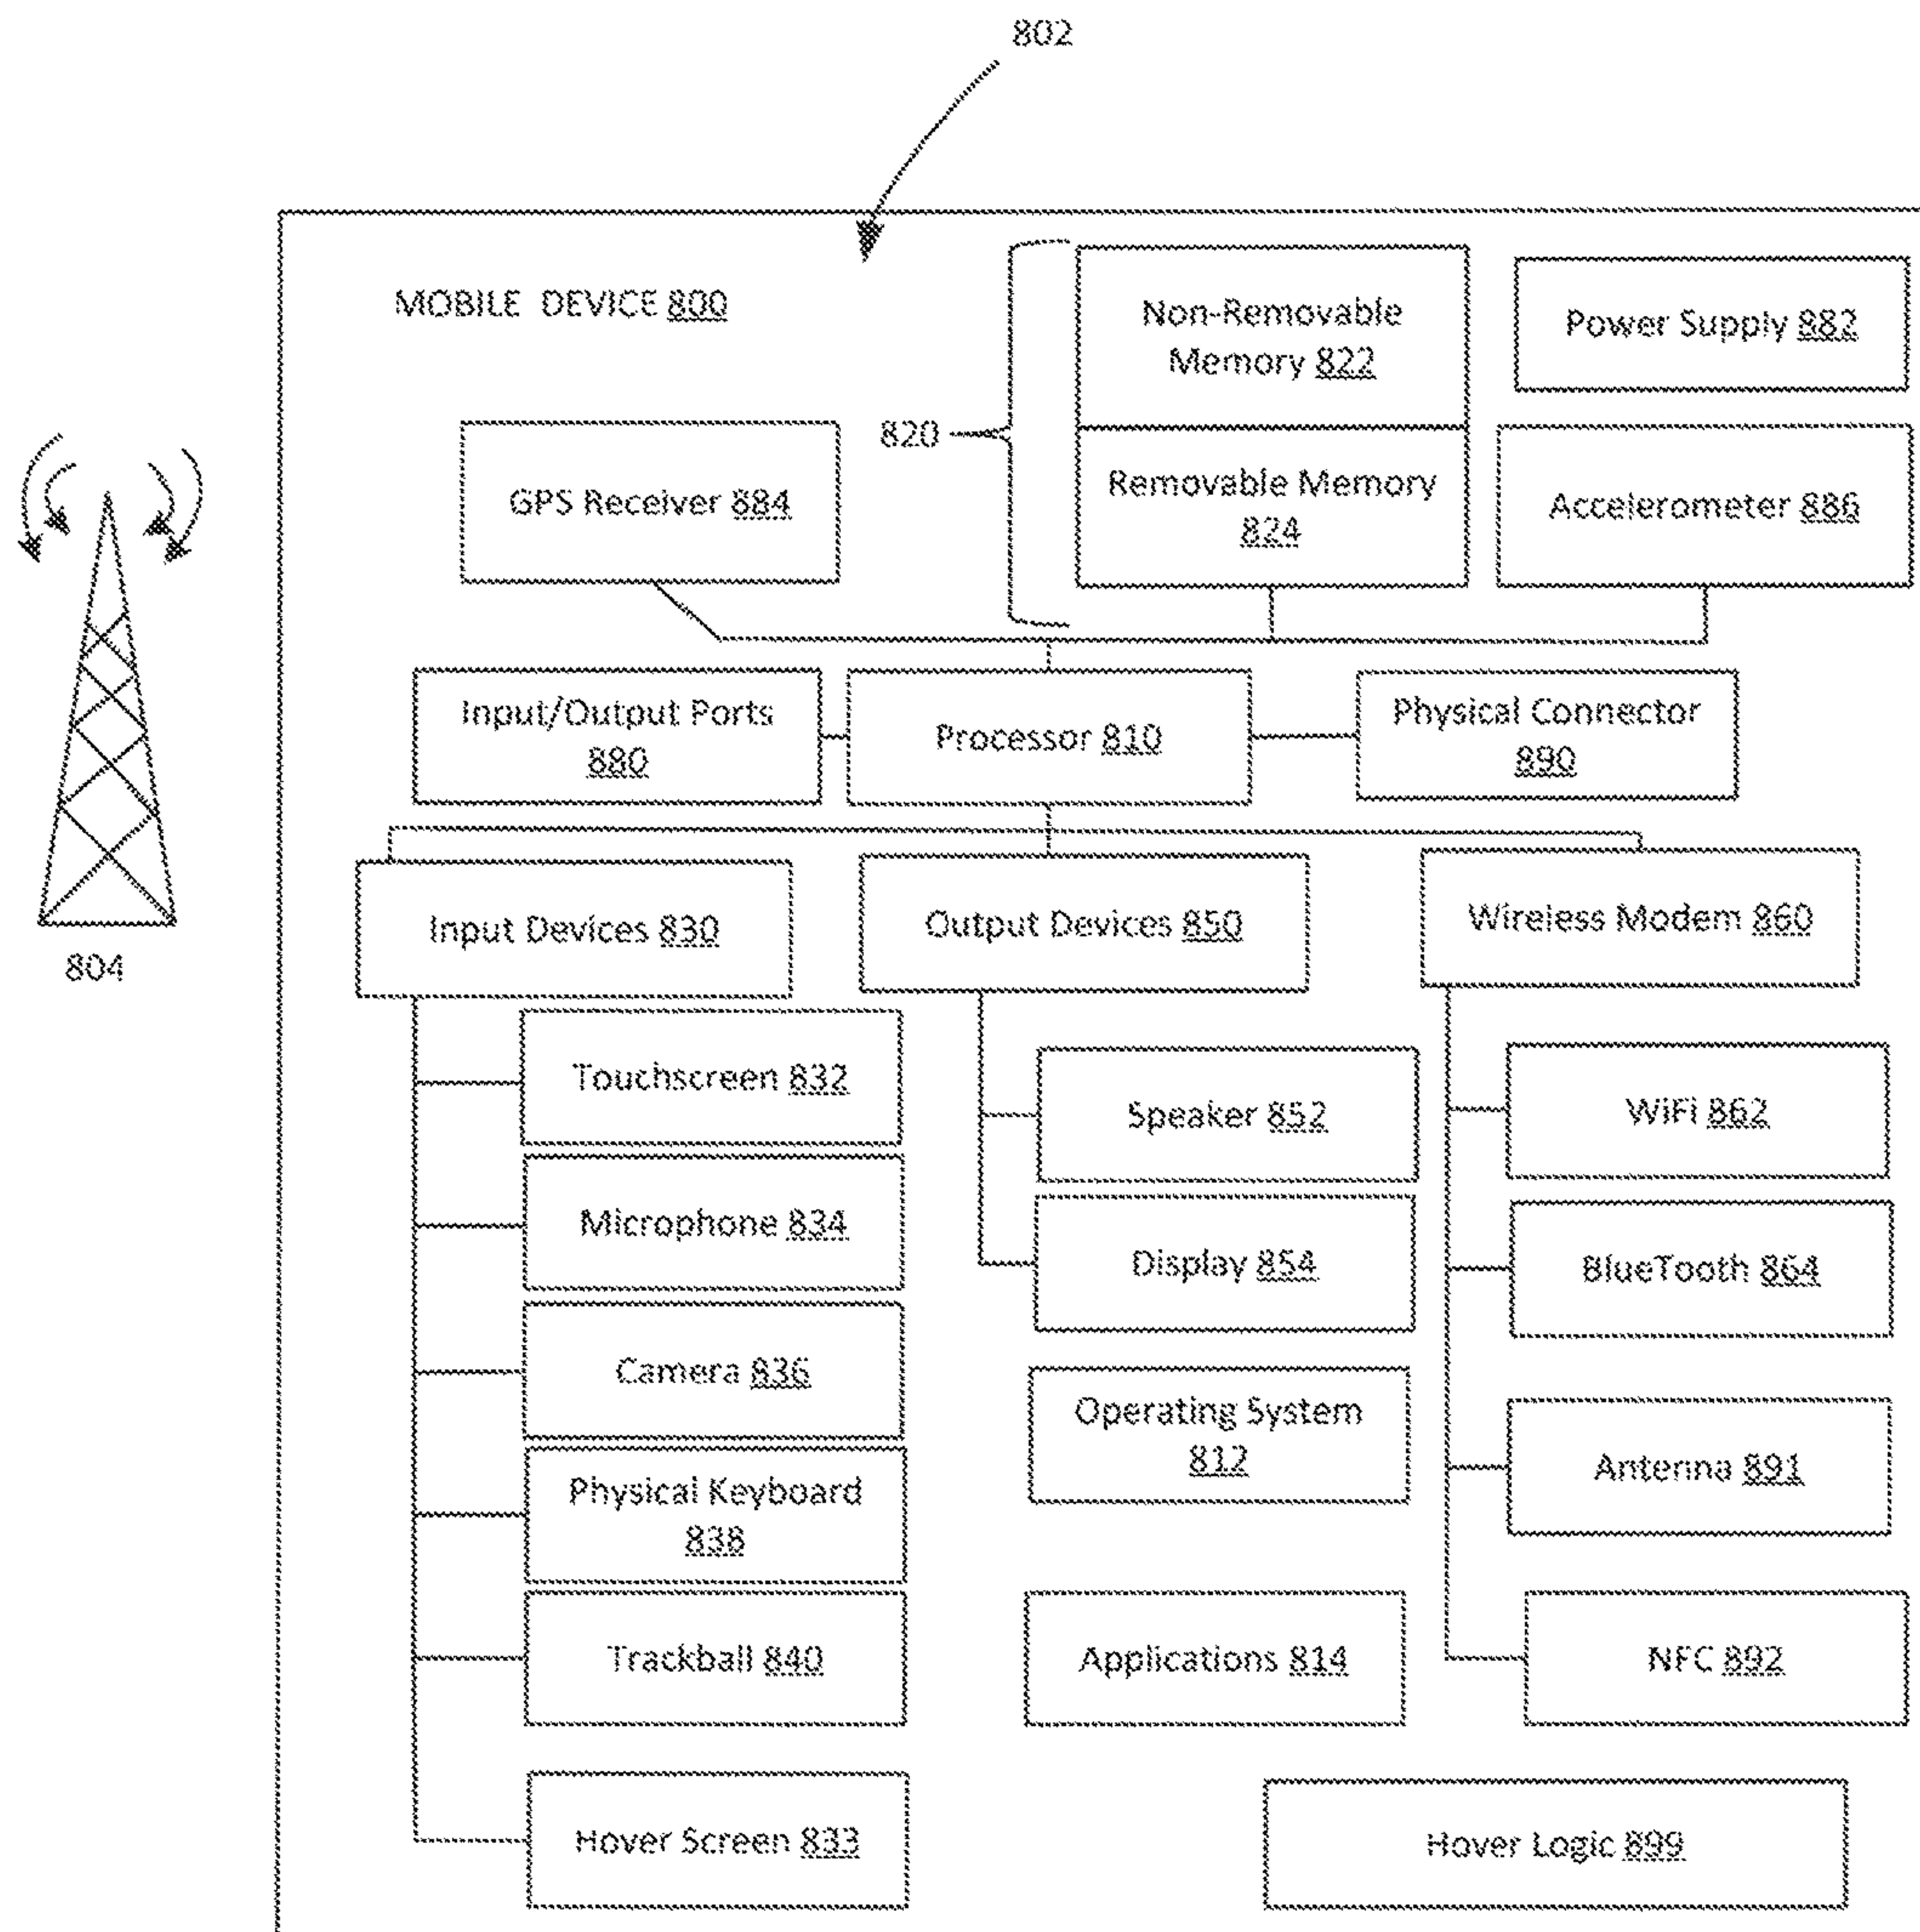 802
MOBILE DEVICE 800
Non-Removable
Memory 822
Power Supply 882
820
GPS Receiver 884
Removable Memory
824
Accelerometer 886
Input/Output Ports
880
Processor 810
Physical Connector
890
Input Devices 830
Output Devices 850
Wireless Modem 860
804
Touchscreen 832
Speaker 852
WiFi 862
Microphone 834
Display 854
BlueTooth 864
Camera 836
Operating System
812
Antenna 891
Physical Keyboard
838
Trackball 840
Applications 814
NFC 892
Hover Screen 833
Hover Logic 899